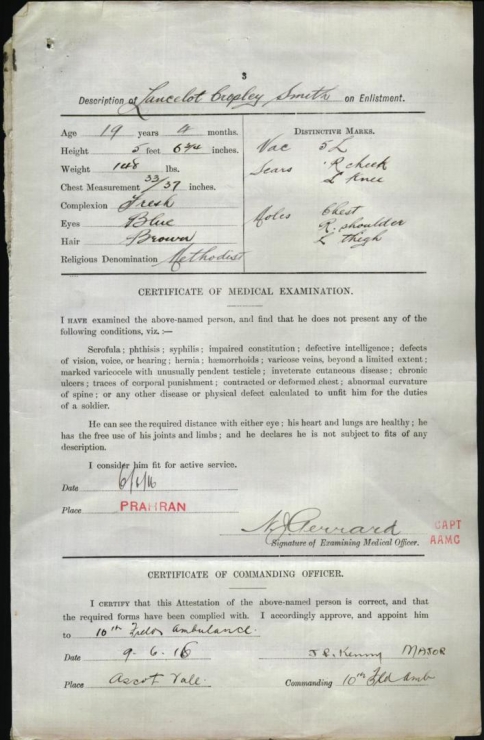 3
Description of Lancelot Cropley Smith on Enlistment.
Age 19 years months.
Height 5 feet 6 3/4 inches.
Weight 148 lbs.
Chest Measurement 33/37 inches.
Complexion Fresh
Eyes Blue
Hair Brown
Religious Denomination Methodist
DISTINCTIVE MARKS.
Vac 3 L
Scars R cheek
L Knee
Moles Chest
R. shoulder
L thigh
CERTIFICATE OF MEDICAL EXAMINATION.
I HAVE examined the above-named person, and find that he does not present any of the
following conditions, viz. :—
Scrofula ; phthisis ; syphilis ; impaired constitution ; defective intelligence ; defects
of vision, voice, or hearing ; hernia ; hæmorrhoids ; varicose veins, beyond a limited extent ;
marked varicocele with unusually pendent testicle ; inveterate cutaneous disease ; chronic
ulcers ; traces of corporal punishment ; contracted or deformed chest ; abnormal curvature
of spine ; or any other disease or physical defect calculated to unfit him for the duties
of a soldier.
He can see the required distance with either eye ; his heart and lungs are healthy ; he
has the free use of his joints and limbs ; and he declares he is not subject to fits of any
description.
I consider him fit for active service.
Date
Place PRAHRAN
Gerrard CAPT
Signature of Examining Medical Officer. AAMC
CERTIFICATE OF COMMANDING OFFICER.
I CERTIFY that this Attestation of the above-named person is correct, and that
the required forms have been complied with. I accordingly approve, and appoint him
to 10th Field Ambulance.
Date 9.6.16 MAJOR
Place Ascot Vale. Commanding 10th Fld Amb